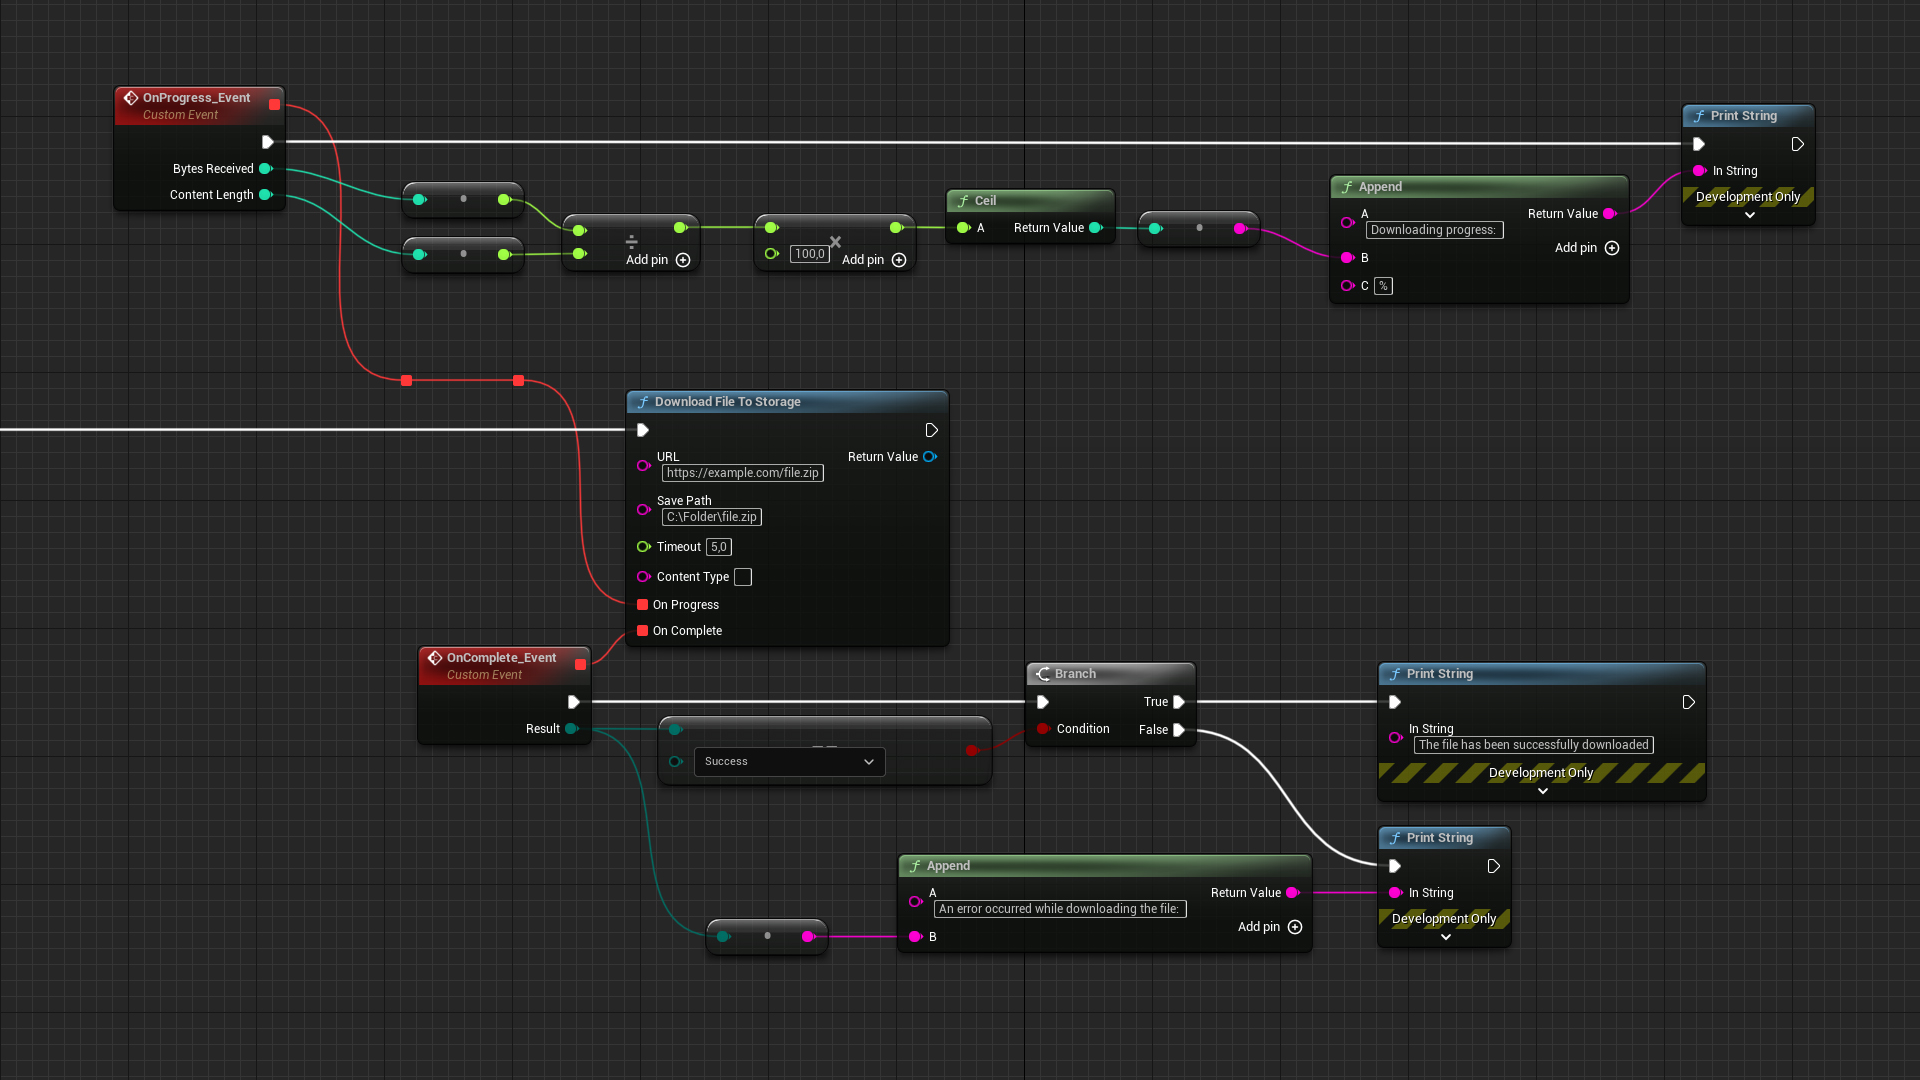 OnProgress_Event
Custom Event
Bytes Received
Content Length
÷
Add pin
100,0
×
Add pin
Ceil
A Return Value
Append
A
Downloading progress:
Return Value
Add pin
B
C %
Print String
In String
Development Only
Download File To Storage
URL
https://example.com/file.zip
Return Value
Save Path
C:\Folder\file.zip
Timeout 5,0
Content Type
On Progress
On Complete
OnComplete_Event
Custom Event
Result
==
Success
Branch
True
Condition
False
Print String
In String
The file has been successfully downloaded
Development Only
Append
A
An error occurred while downloading the file:
Return Value
Add pin
B
Print String
In String
Development Only